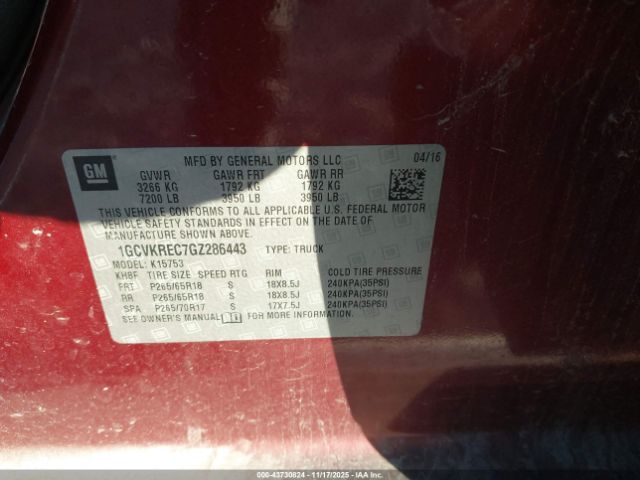 GM
MFD BY GENERAL MOTORS LLC 04/16
GVWR GAWR FRT GAWR RR
3266 KG 1792 KG 1792 KG
7200 LB 3950 LB 3950 LB
THIS VEHICLE CONFORMS TO ALL APPLICABLE U.S. FEDERAL MOTOR
VEHICLE SAFETY STANDARDS IN EFFECT ON THE DATE OF
MANUFACTURE SHOWN ABOVE.
1GCVKREC7GZ286443 TYPE: TRUCK
MODEL: K15753
KH8F TIRE SIZE SPEED RTG RIM COLD TIRE PRESSURE
FRT P265/65R18 S 18X8.5J 240KPA(35PSI)
RR P265/65R18 S 18X8.5J 240KPA(35PSI)
SPA P265/70R17 S 17X7.5J 240KPA(35PSI)
SEE OWNER'S MANUAL FOR MORE INFORMATION.
000-43730824 - 11/17/2025 - IAAI.COM